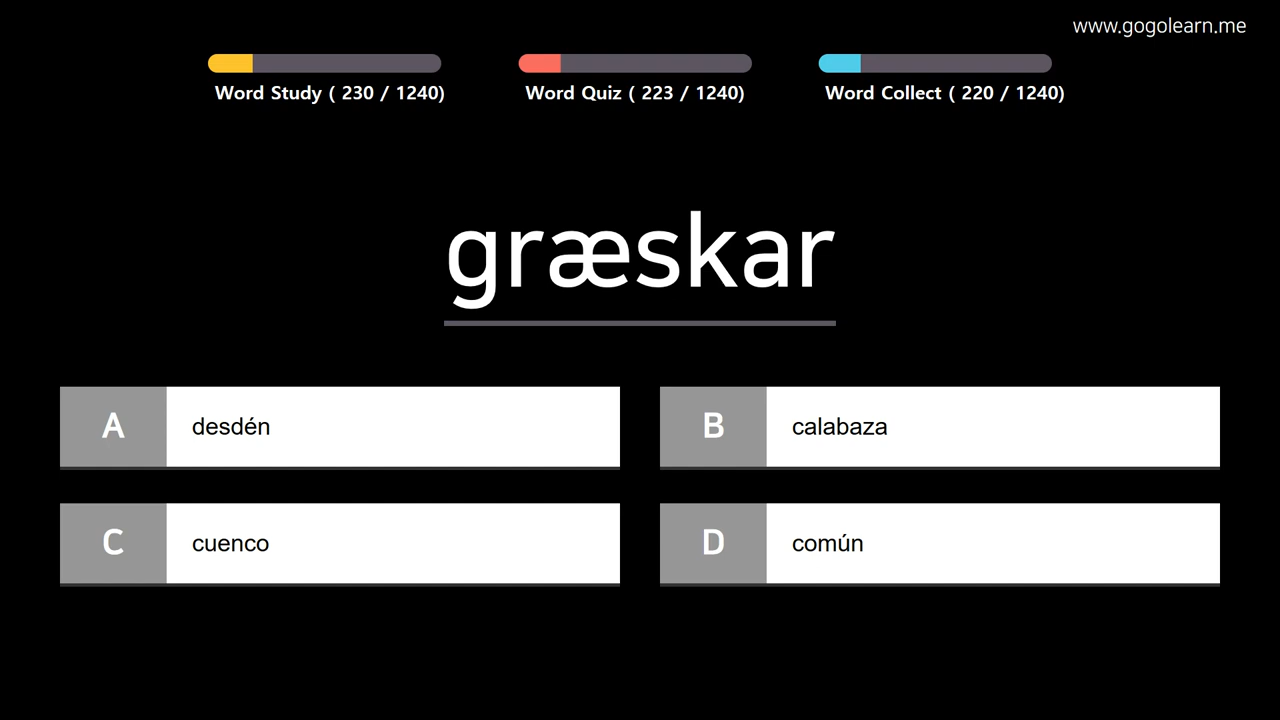 www.gogolearn.me
Word Study ( 230 / 1240)
Word Quiz ( 223 / 1240)
Word Collect ( 220 / 1240)
græskar
A
desdén
B
calabaza
C
cuenco
D
común